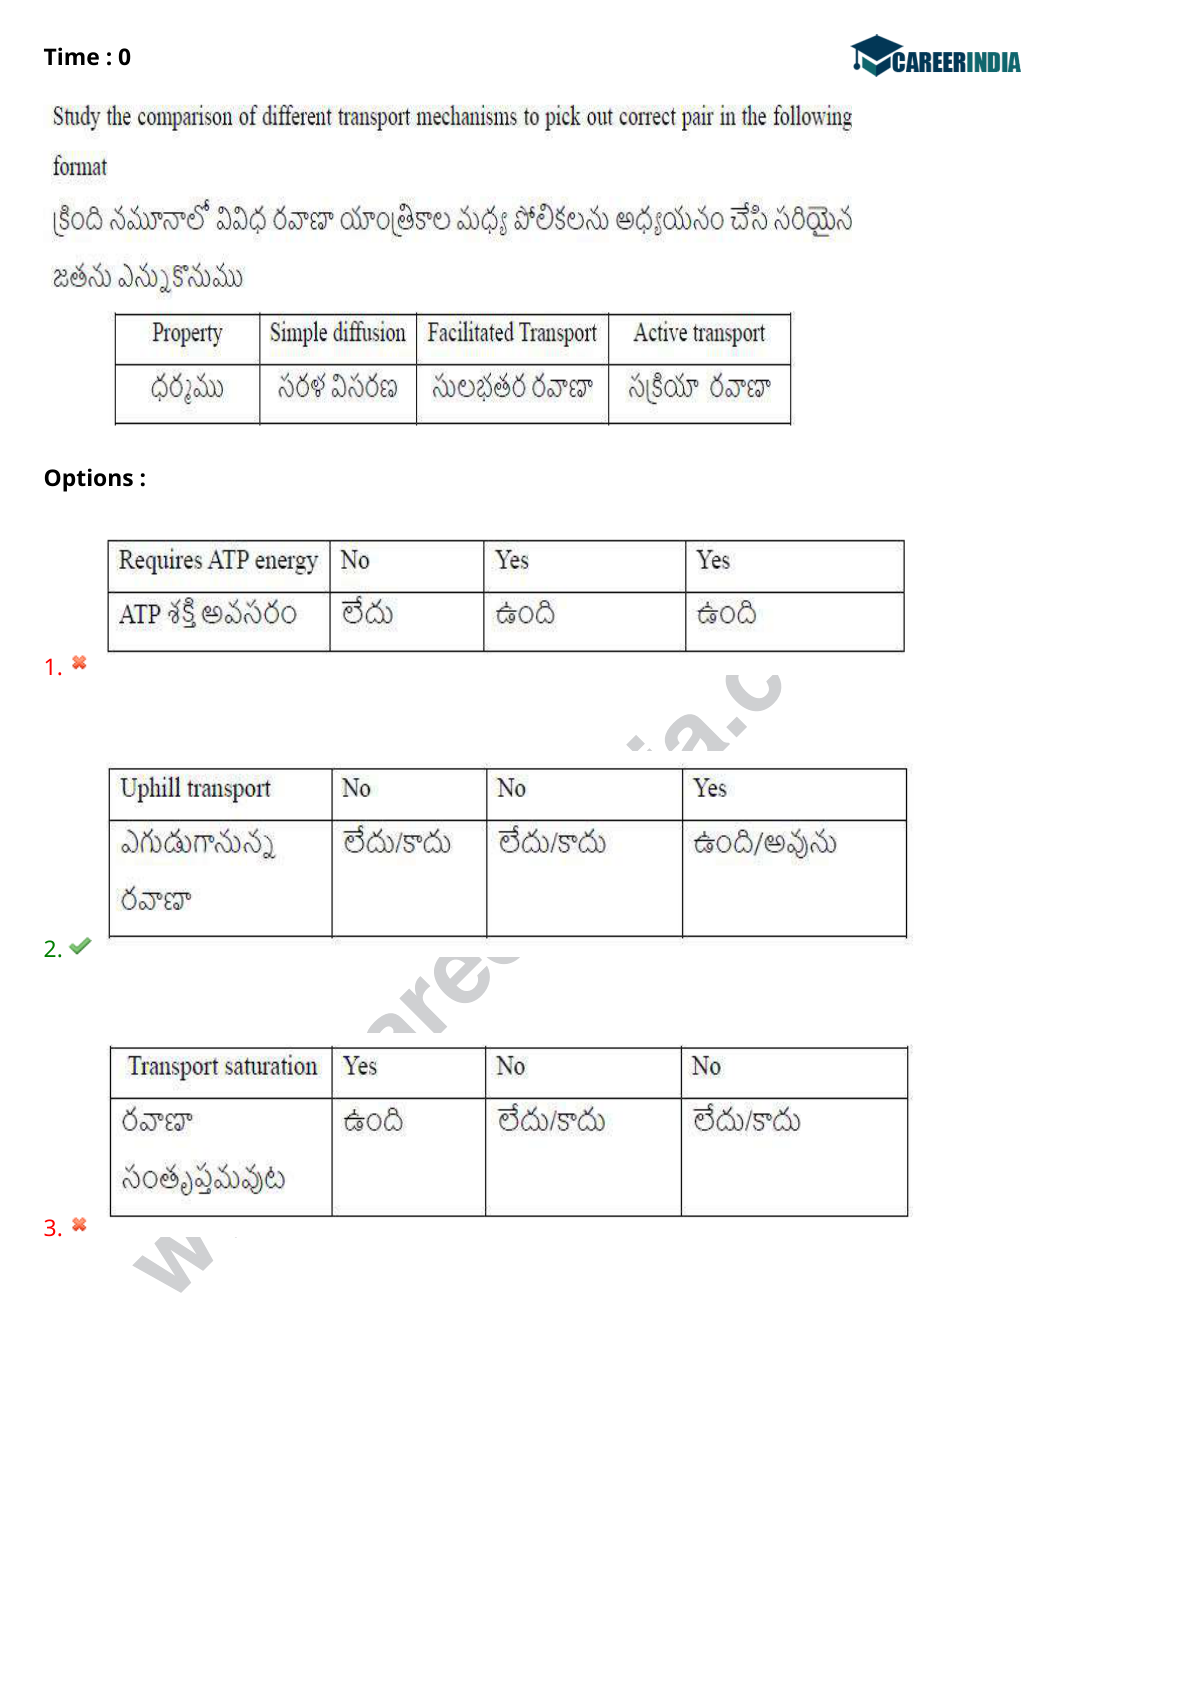 Time : 0
CAREERINDIA
Study the comparison of different transport mechanisms to pick out correct pair in the following
format
క్రింది నమూనాలో వివిధ రవాణా యాంత్రికాల మధ్య పోలికలను అధ్యయనం చేసి సరియైన
జతను ఎన్నుకొనుము
Property Simple diffusion Facilitated Transport Active transport
ధర్మము సరళ విసరణ సులభతర రవాణా సక్రియా రవాణా
Options :
Requires ATP energy No Yes Yes
ATP శక్తి అవసరం లేదు ఉంది ఉంది
1.
Uphill transport No No Yes
ఎగుడుగానున్న లేదు/కాదు లేదు/కాదు ఉంది/అవును
రవాణా
2.
Transport saturation Yes No No
రవాణా ఉంది లేదు/కాదు లేదు/కాదు
సంతృప్తమవుట
3.